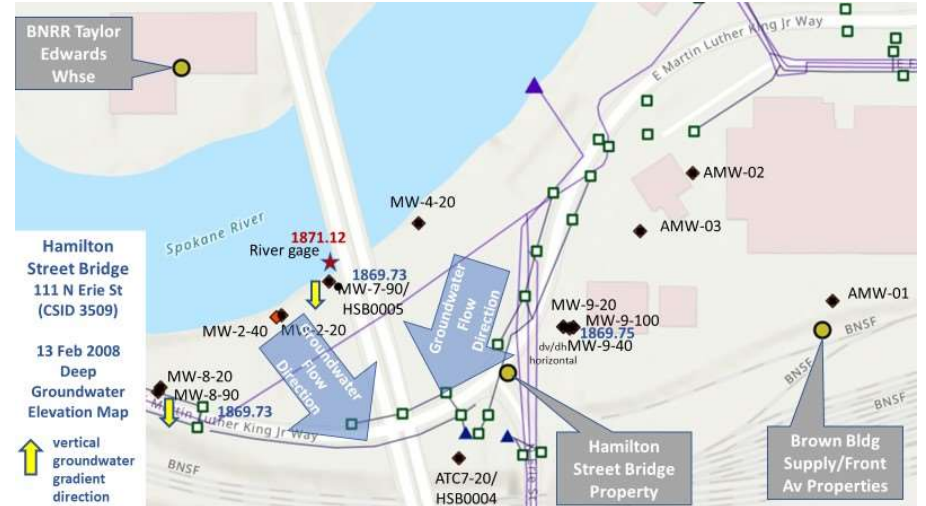 BNRR Taylor
Edwards
Whse
E Martin Luther King Jr Way
AMW-02
MW-4-20
AMW-03
Spokane River
1871.12
River gage
Hamilton
Street Bridge
111 N Erie St
(CSID 3509)
13 Feb 2008
Deep
Groundwater
Elevation Map
vertical
groundwater
gradient
direction
1869.73
MW-7-90/
HSB0005
Groundwater
Flow
Direction
AMW-01
MW-9-20
MW-9-100
1869.75
MW-9-40
dv/dh
horizontal
MW-2-40
MW-2-20
Groundwater
Flow
Direction
BNSF
BNSF
BNSF
MW-8-20
MW-8-90
1869.73
Martin Luther King Jr Way
BNSF
ATC7-20/
HSB0004
Hamilton
Street Bridge
Property
Brown Bldg
Supply/Front
Av Properties